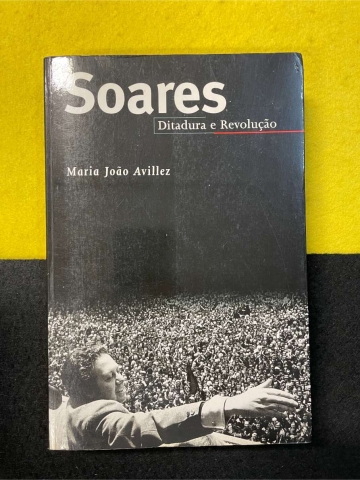 Soares
Ditadura e Revolução
Maria João Avillez